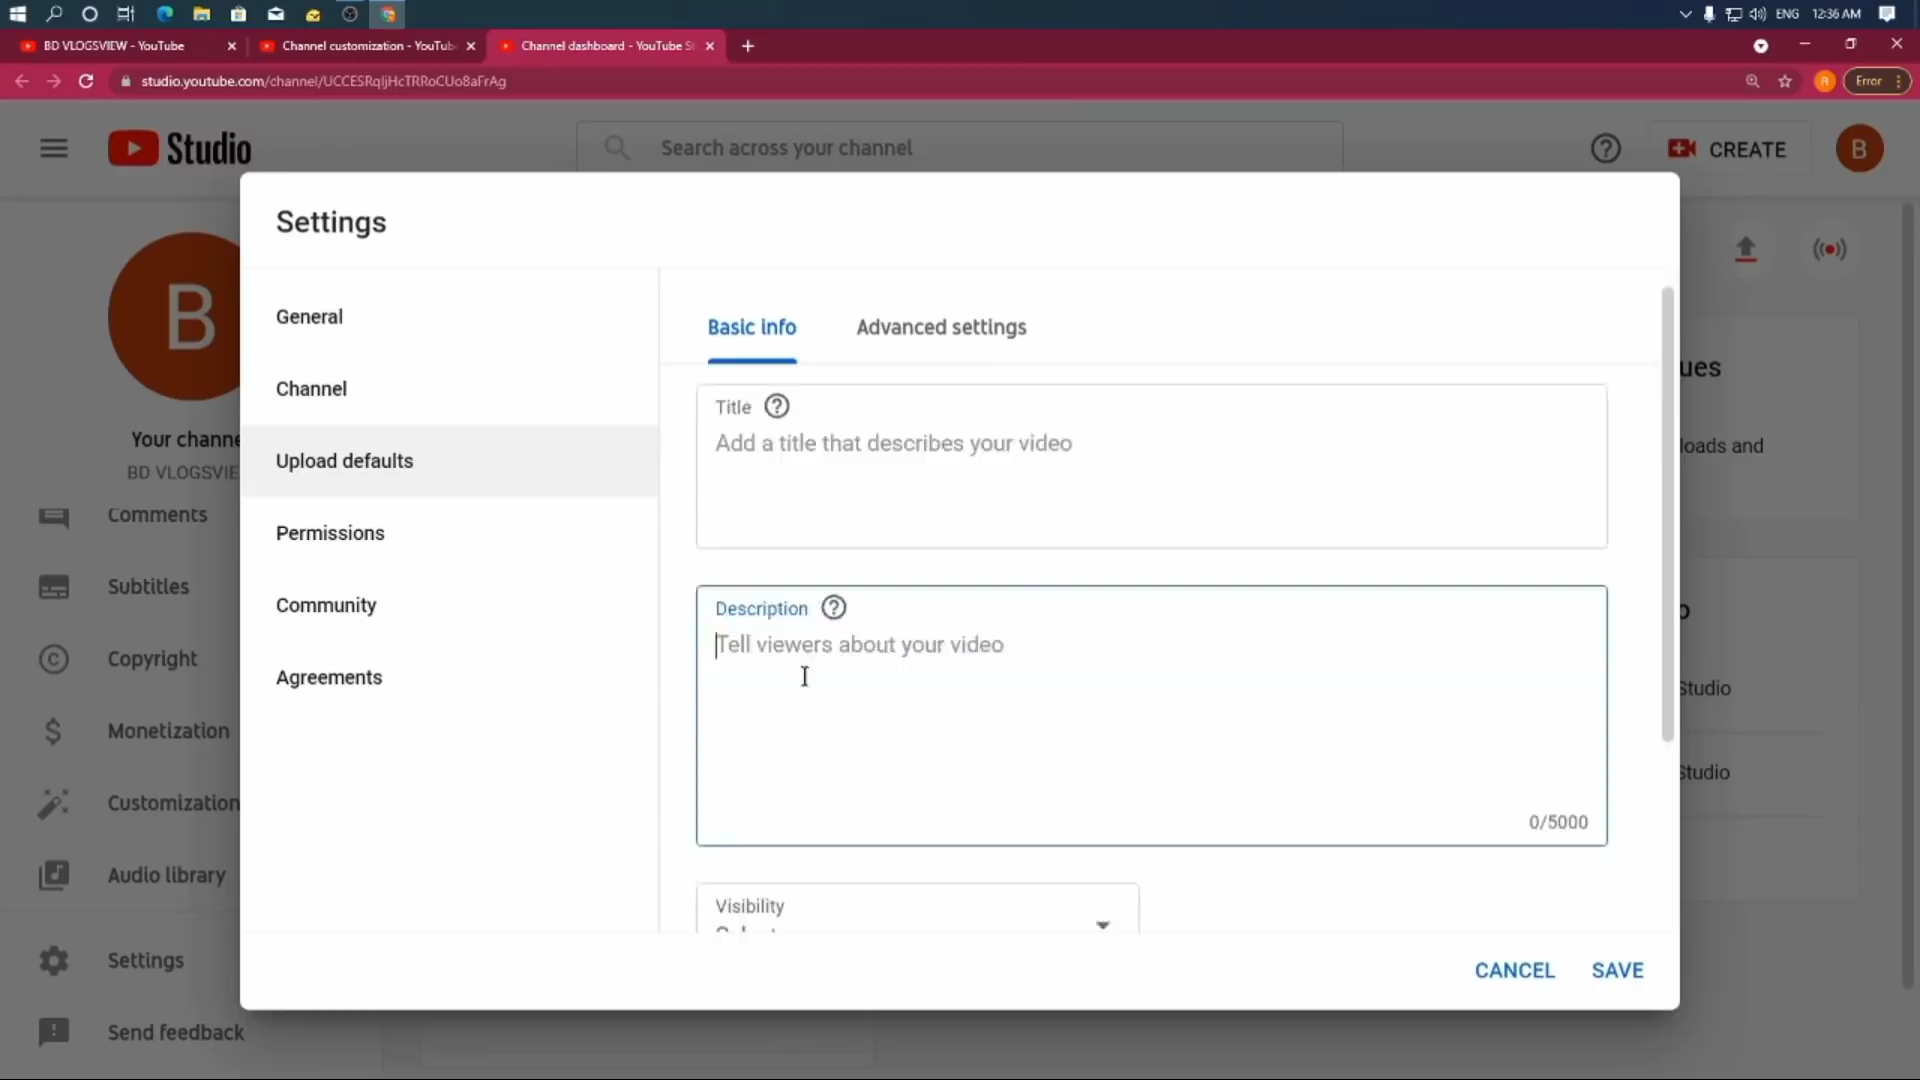 ENG 12:36 AM
BD VLOGSVIEW - YouTube
Channel customization - YouTub
Channel dashboard - YouTube S
studio.youtube.com/channel/UCCESRqljHcTRRoCUo8aFrAg
R
Error
Studio
Search across your channel
CREATE
B
Settings
B
Your channe
BD VLOGSVIE
Comments
Subtitles
Copyright
Monetization
Customization
Audio library
Settings
Send feedback
General
Channel
Upload defaults
Permissions
Community
Agreements
Basic info
Advanced settings
Title
Add a title that describes your video
Description
Tell viewers about your video
0/5000
Visibility
CANCEL
SAVE
ues
loads and
Studio
Studio